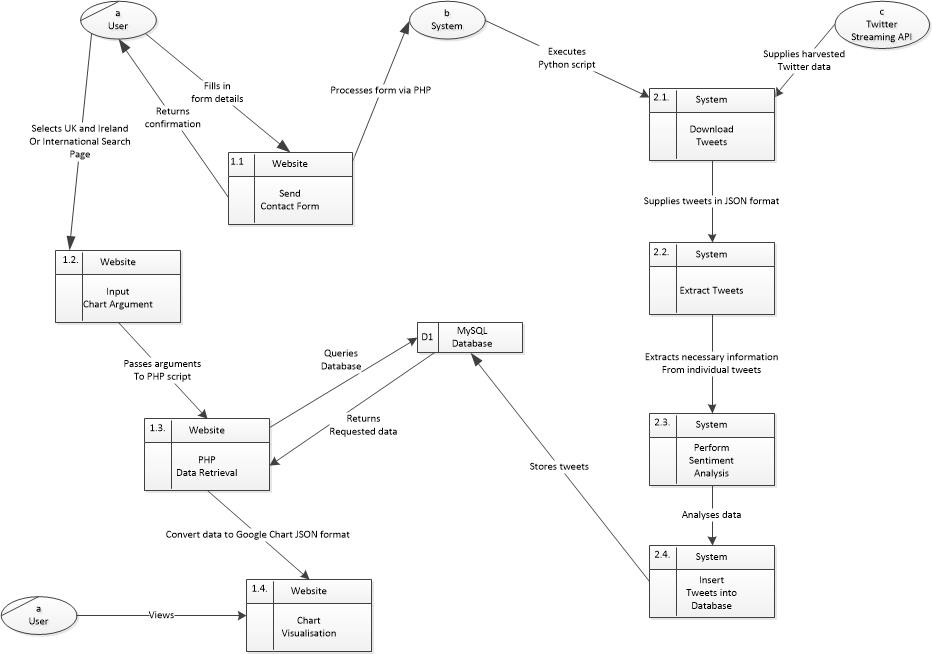 a
User
b
System
c
Twitter
Streaming API
Executes
Python script
Supplies harvested
Twitter data
Fills in
form details
Processes form via PHP
Returns
confirmation
Selects UK and Ireland
Or International Search
Page
2.1.
System
Download
Tweets
1.1
Website
Send
Contact Form
Supplies tweets in JSON format
1.2.
Website
Input
Chart Argument
2.2.
System
Extract Tweets
D1
MySQL
Database
Queries
Database
Passes arguments
To PHP script
Extracts necessary information
From individual tweets
Returns
Requested data
1.3.
Website
PHP
Data Retrieval
2.3.
System
Perform
Sentiment
Analysis
Stores tweets
Analyses data
Convert data to Google Chart JSON format
2.4.
System
Insert
Tweets into
Database
1.4.
Website
Chart
Visualisation
a
User
Views